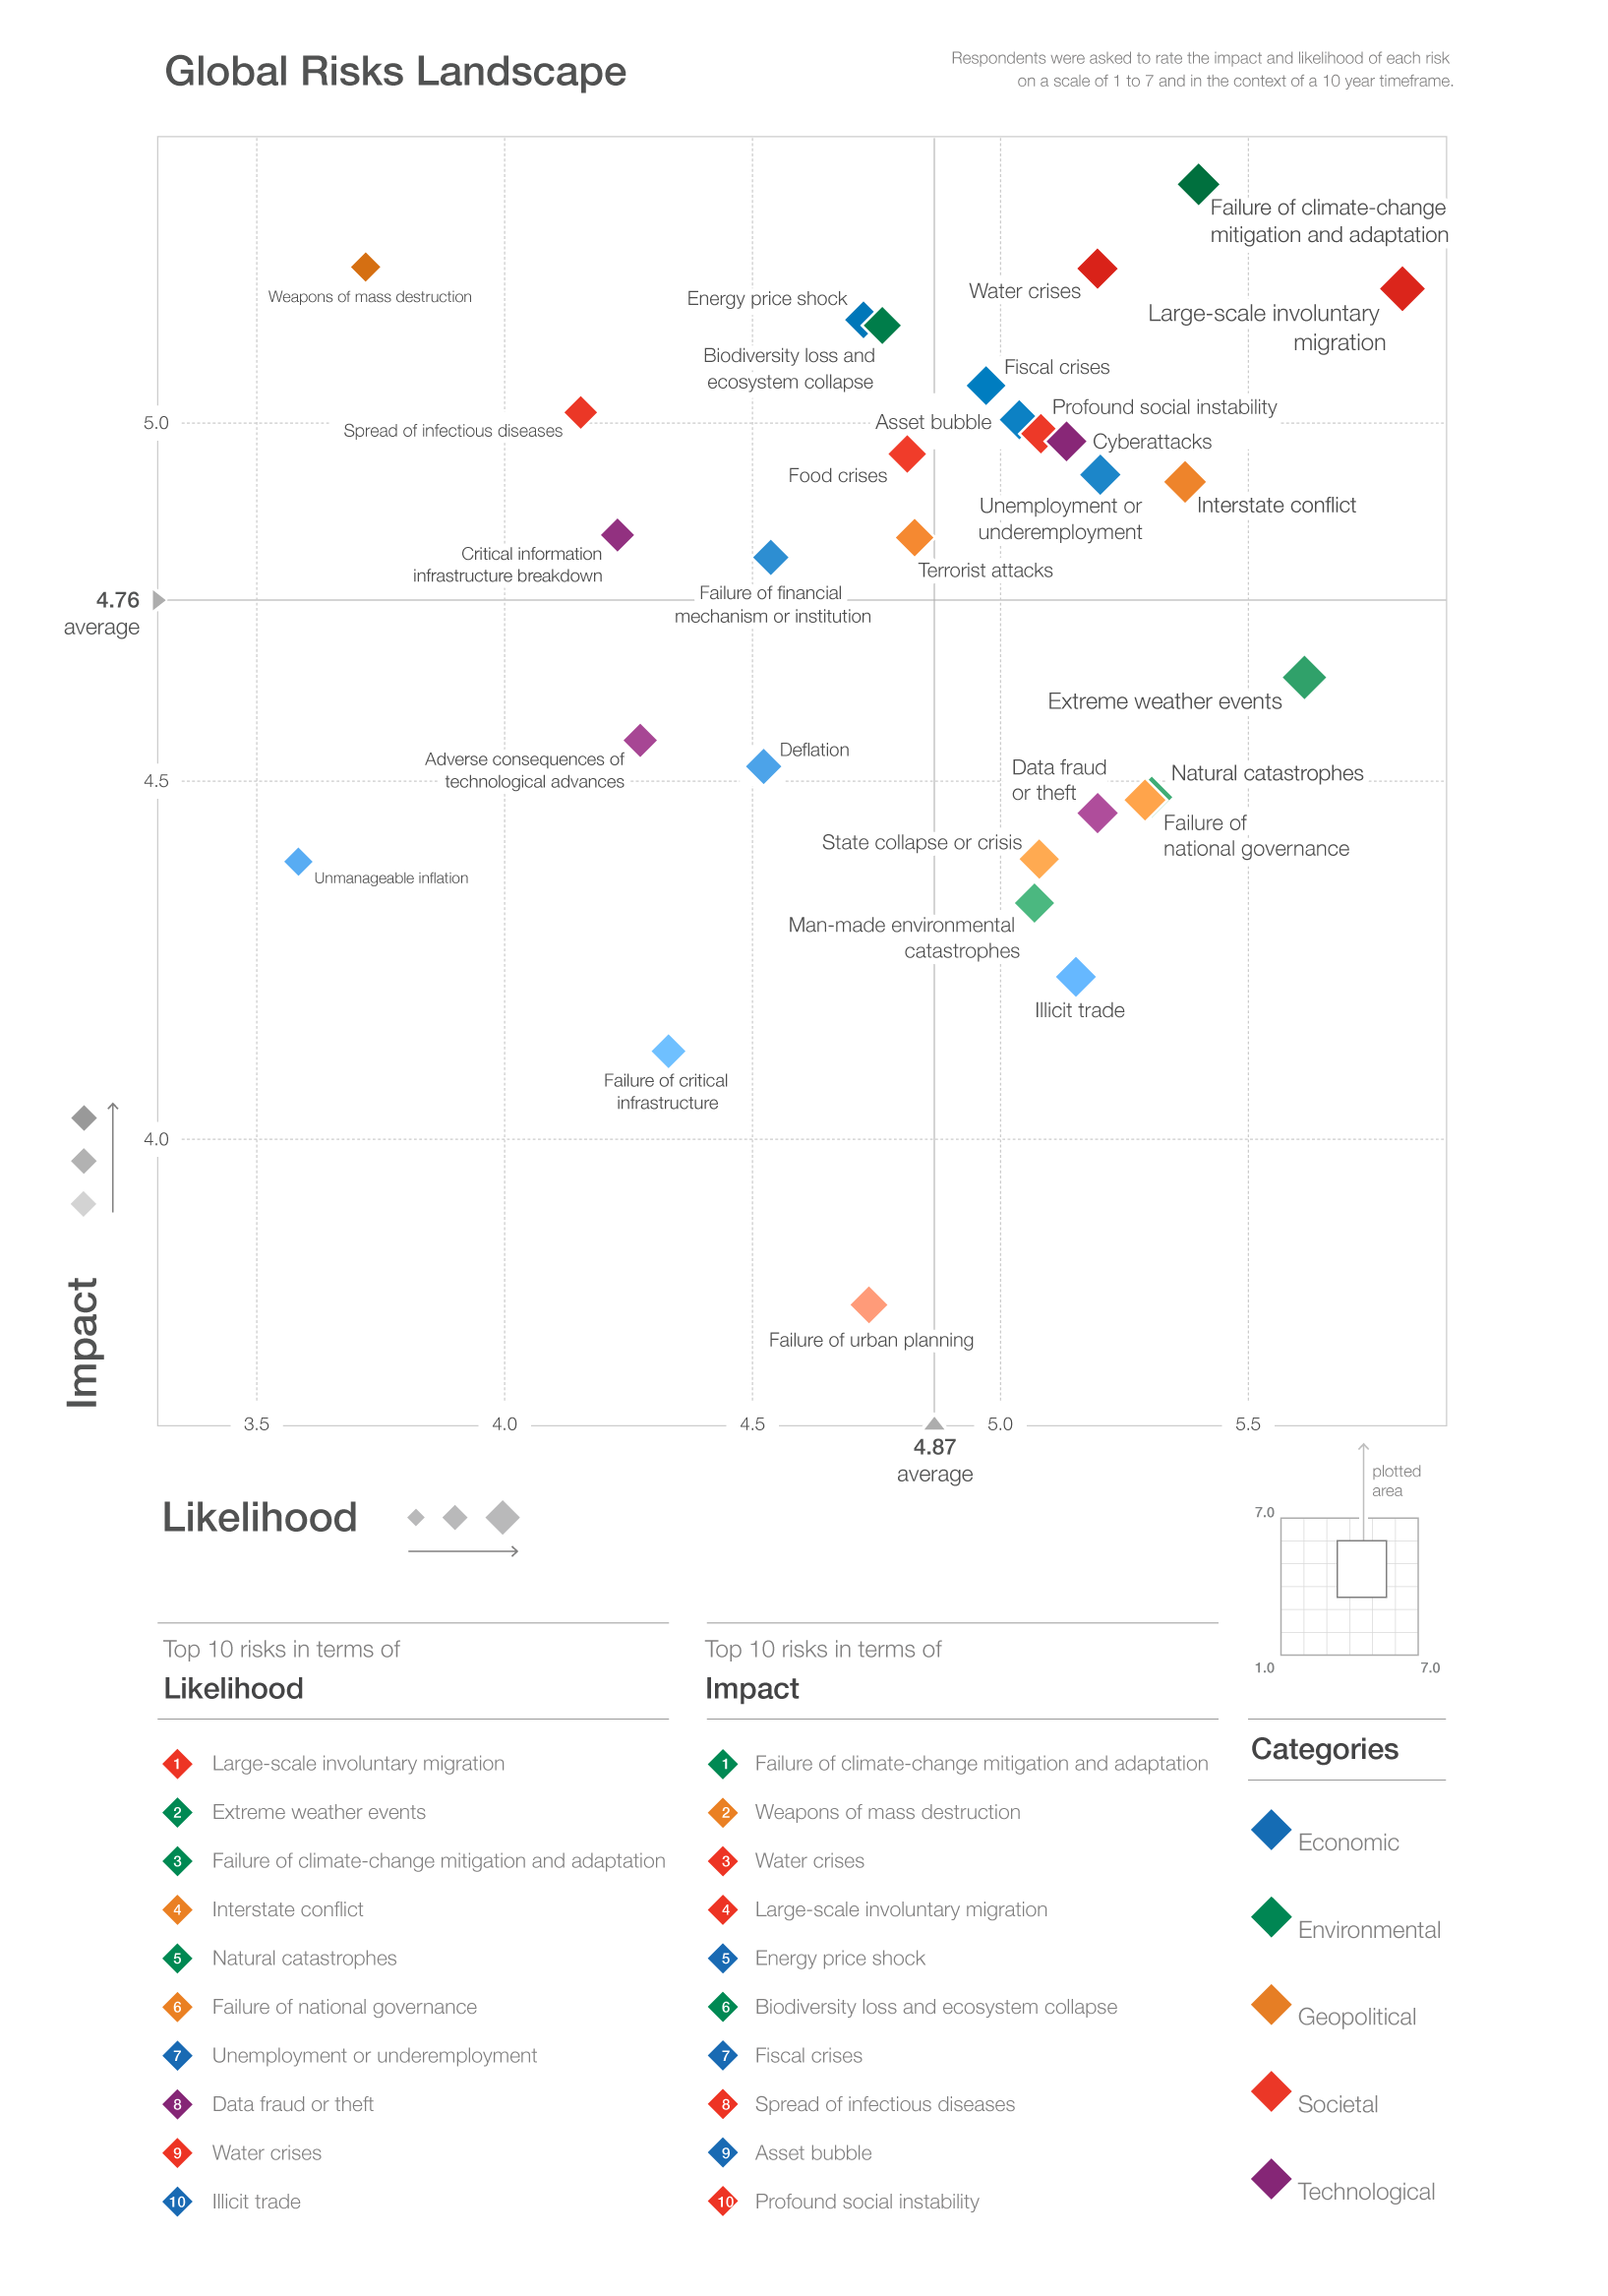 Global Risks Landscape
Respondents were asked to rate the impact and likelihood of each risk
on a scale of 1 to 7 and in the context of a 10 year timeframe.
Failure of climate-change
mitigation and adaptation
Weapons of mass destruction
Water crises
Energy price shock
Large-scale involuntary
migration
Biodiversity loss and
ecosystem collapse
Fiscal crises
Profound social instability
5.0
Asset bubble
Spread of infectious diseases
Cyberattacks
Food crises
Unemployment or
underemployment
Interstate conflict
Critical information
infrastructure breakdown
Terrorist attacks
Failure of financial
mechanism or institution
4.76
average
Extreme weather events
Deflation
Adverse consequences of
technological advances
Data fraud
or theft
Natural catastrophes
4.5
Failure of
national governance
State collapse or crisis
Unmanageable inflation
Man-made environmental
catastrophes
Illicit trade
Failure of critical
infrastructure
4.0
Impact
Failure of urban planning
3.5
4.0
4.5
5.0
5.5
4.87
average
plotted
area
Likelihood
7.0
1.0
7.0
Top 10 risks in terms of
Likelihood
1 Large-scale involuntary migration
2 Extreme weather events
3 Failure of climate-change mitigation and adaptation
4 Interstate conflict
5 Natural catastrophes
6 Failure of national governance
7 Unemployment or underemployment
8 Data fraud or theft
9 Water crises
10 Illicit trade
Top 10 risks in terms of
Impact
1 Failure of climate-change mitigation and adaptation
2 Weapons of mass destruction
3 Water crises
4 Large-scale involuntary migration
5 Energy price shock
6 Biodiversity loss and ecosystem collapse
7 Fiscal crises
8 Spread of infectious diseases
9 Asset bubble
10 Profound social instability
Categories
Economic
Environmental
Geopolitical
Societal
Technological